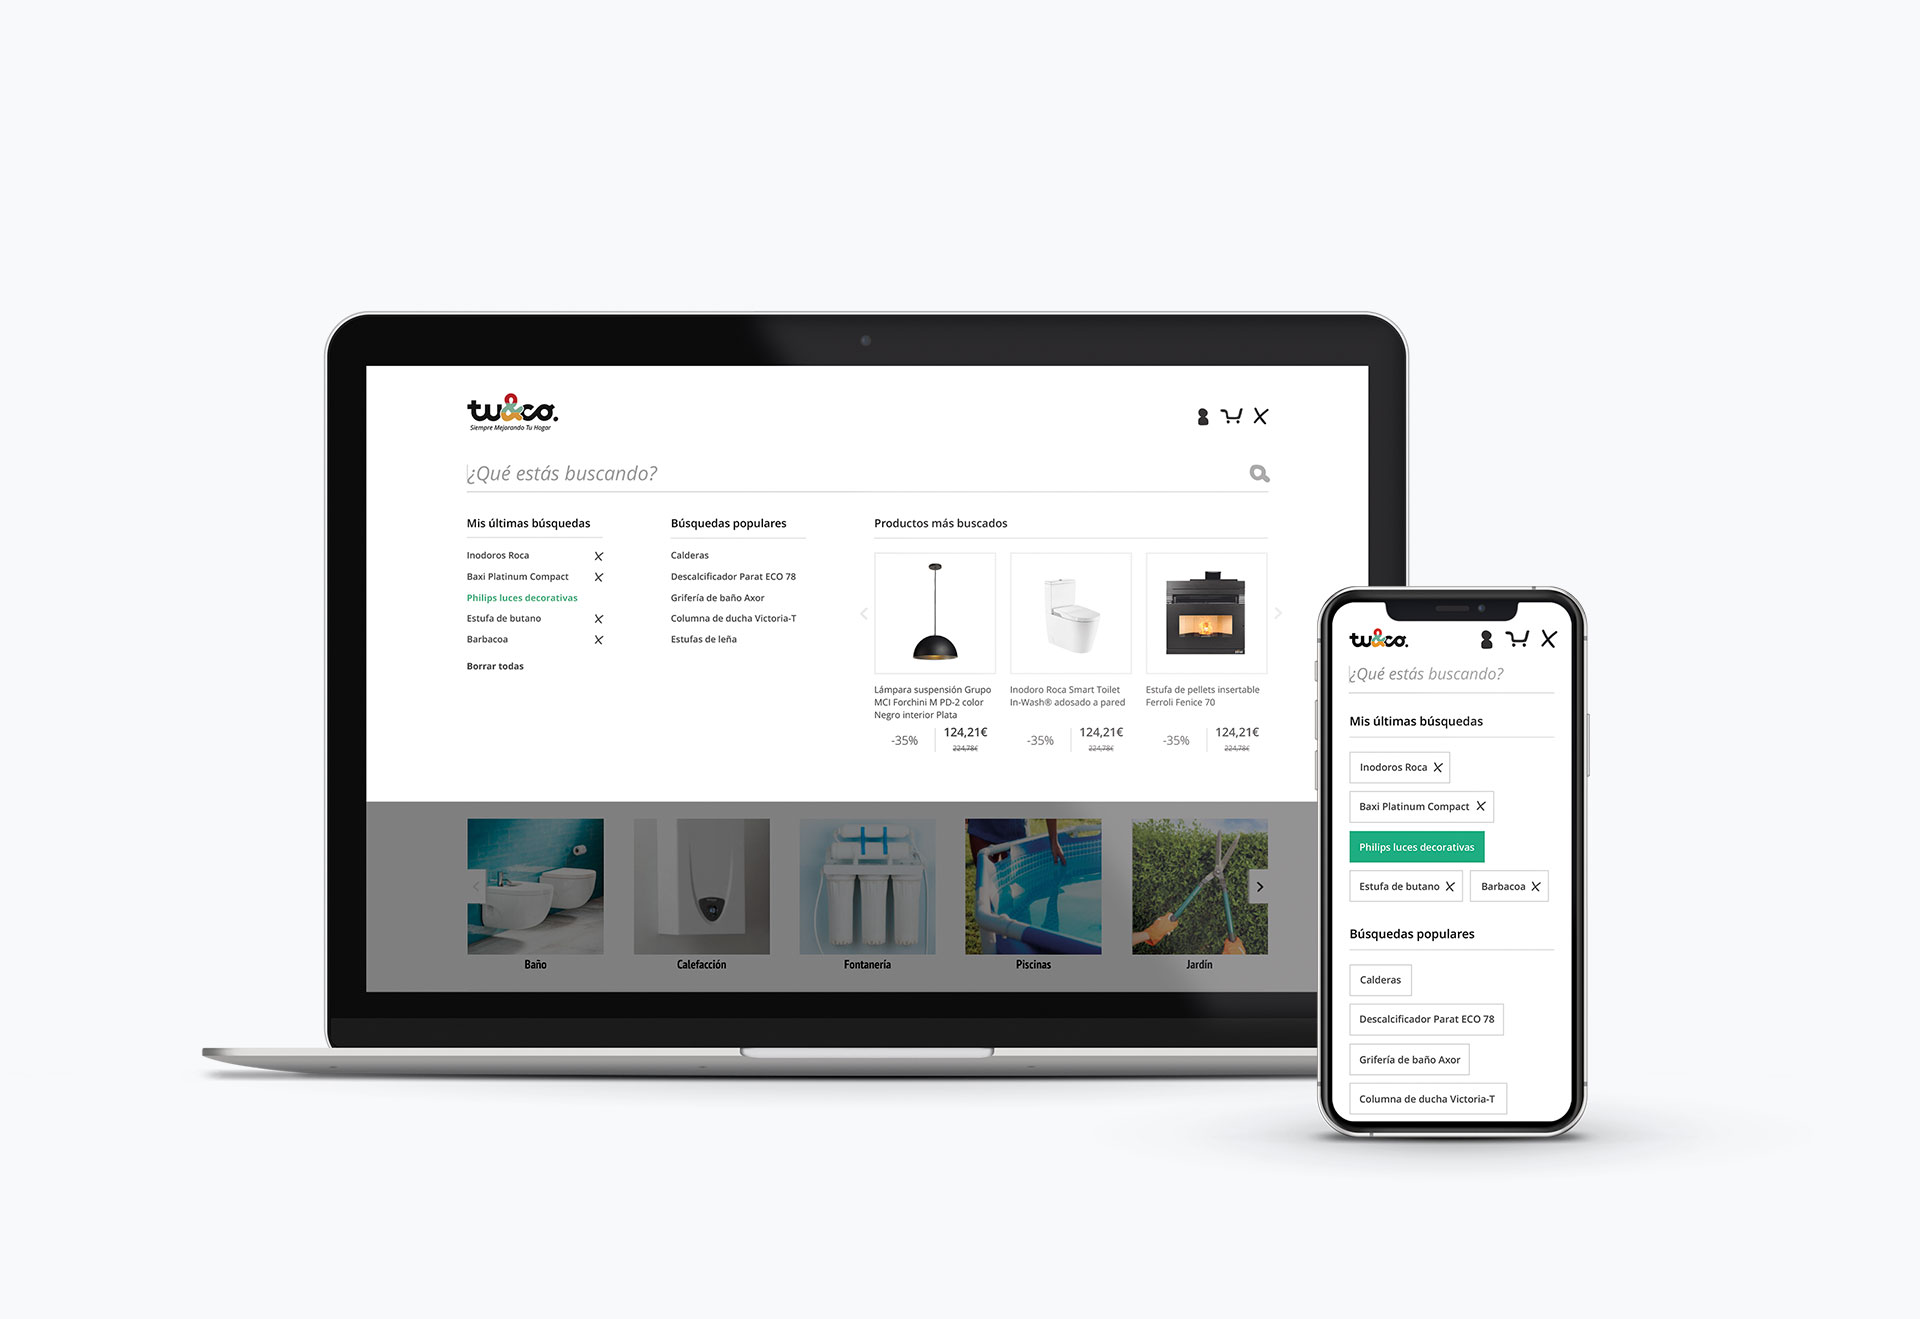 tu&co.
Siempre Mejorando Tu Hogar
¿Qué estás buscando?
Mis últimas búsquedas
Inodoros Roca
Baxi Platinum Compact
Philips luces decorativas
Estufa de butano
Barbacoa
Borrar todas
Búsquedas populares
Calderas
Descalcificador Parat ECO 78
Grifería de baño Axor
Columna de ducha Victoria-T
Estufas de leña
Productos más buscados
Lámpara suspensión Grupo
MCI Forchini M PD-2 color
Negro interior Plata
-35%
124,21€
224,78€
Inodoro Roca Smart Toilet
In-Wash® adosado a pared
-35%
124,21€
224,78€
Estufa de pellets insertable
Ferroli Fenice 70
-35%
124,21€
224,78€
Baño
Calefacción
Fontanería
Piscinas
Jardín
tu&co.
¿Qué estás buscando?
Mis últimas búsquedas
Inodoros Roca
Baxi Platinum Compact
Philips luces decorativas
Estufa de butano
Barbacoa
Búsquedas populares
Calderas
Descalcificador Parat ECO 78
Grifería de baño Axor
Columna de ducha Victoria-T